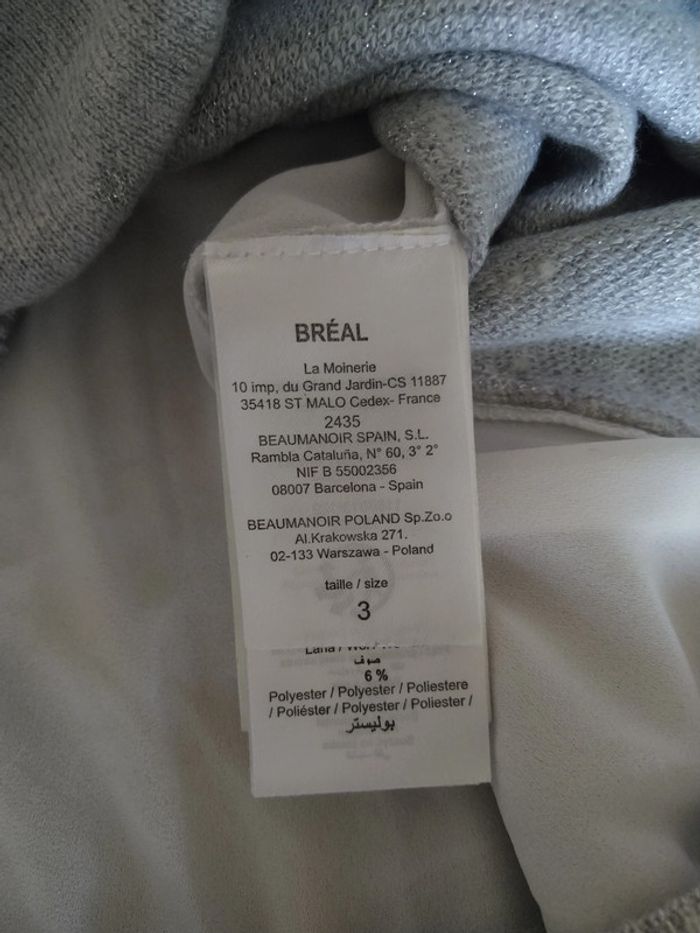 BRÉAL
La Moinerie
10 imp, du Grand Jardin-CS 11887
35418 ST MALO Cedex- France
2435
BEAUMANOIR SPAIN, S.L.
Rambla Cataluña, N° 60, 3° 2°
NIF B 55002356
08007 Barcelona - Spain
BEAUMANOIR POLAND Sp.Zo.o
Al.Krakowska 271.
02-133 Warszawa - Poland
taille / size
3
Lana /
صوف
6 %
Polyester / Polyester / Poliestere
/ Poliéster / Polyester / Poliester /
بوليستر